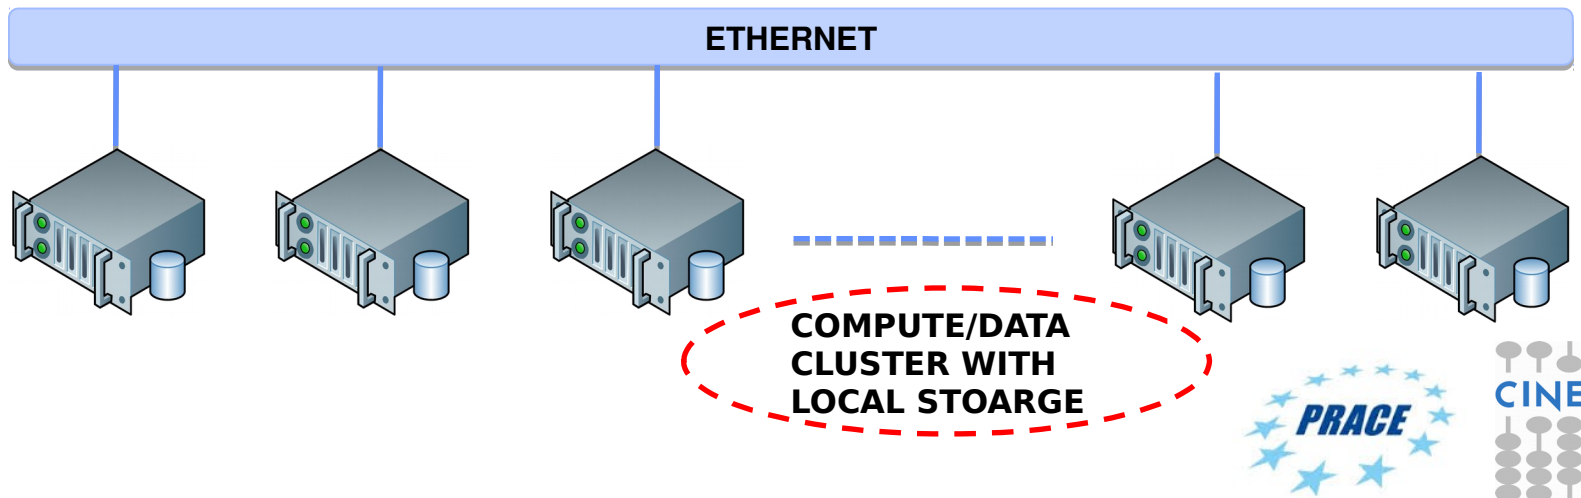 ETHERNET
COMPUTE/DATA
CLUSTER WITH
LOCAL STOARGE
PRACE
CINE